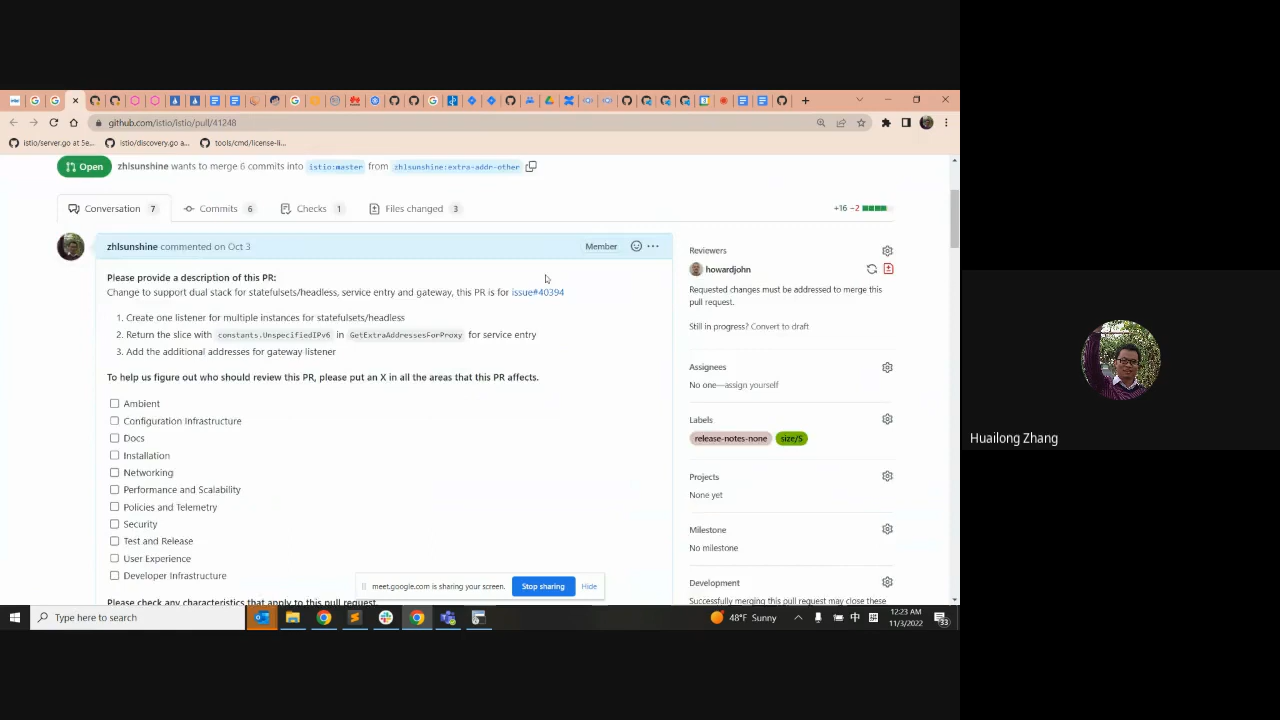 github.com/istio/istio/pull/41248
istio/server.go at 5e...
istio/discovery.go a...
tools/cmd/license-li...
Open
zhlsunshine wants to merge 6 commits into istio:master from zhlsunshine:extra-addr-other
Conversation 7
Commits 6
Checks 1
Files changed 3
+16 −2
zhlsunshine commented on Oct 3
Member
Please provide a description of this PR:
Change to support dual stack for statefulsets/headless, service entry and gateway, this PR is for issue#40394
1. Create one listener for multiple instances for statefulsets/headless
2. Return the slice with constants.UnspecifiedIPv6 in GetExtraAddressesForProxy for service entry
3. Add the additional addresses for gateway listener
To help us figure out who should review this PR, please put an X in all the areas that this PR affects.
Ambient
Configuration Infrastructure
Docs
Installation
Networking
Performance and Scalability
Policies and Telemetry
Security
Test and Release
User Experience
Developer Infrastructure
Please check any characteristics that apply to this pull request.
Reviewers
howardjohn
Requested changes must be addressed to merge this
pull request.
Still in progress? Convert to draft
Assignees
No one—assign yourself
Labels
release-notes-none
size/S
Projects
None yet
Milestone
No milestone
Development
Successfully merging this pull request may close these
meet.google.com is sharing your screen.
Stop sharing
Hide
Type here to search
48°F Sunny
中
12:23 AM
11/3/2022
33
Huailong Zhang